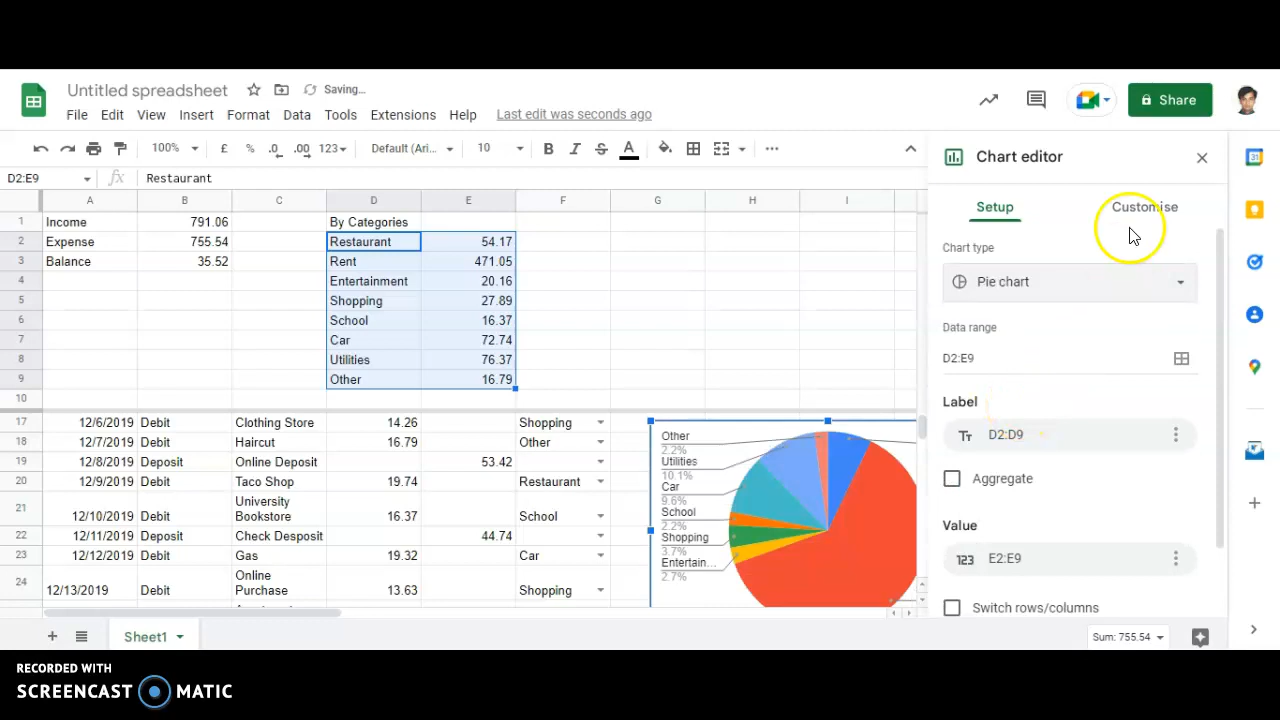 Untitled spreadsheet Saving...
File Edit View Insert Format Data Tools Extensions Help Last edit was seconds ago
Share
100% £ % .0 .00 123 Default (Ari... 10 B I S A
D2:E9 fx Restaurant
A B C D E F G H I
1 Income 791.06 By Categories
2 Expense 755.54 Restaurant 54.17
3 Balance 35.52 Rent 471.05
4 Entertainment 20.16
5 Shopping 27.89
6 School 16.37
7 Car 72.74
8 Utilities 76.37
9 Other 16.79
10
17 12/6/2019 Debit Clothing Store 14.26 Shopping
18 12/7/2019 Debit Haircut 16.79 Other
19 12/8/2019 Deposit Online Deposit 53.42
20 12/9/2019 Debit Taco Shop 19.74 Restaurant
21 12/10/2019 Debit University Bookstore 16.37 School
22 12/11/2019 Debit Check Desposit 44.74
23 12/12/2019 Debit Gas 19.32 Car
24 12/13/2019 Debit Online Purchase 13.63 Shopping
Other
2.2%
Utilities
10.1%
Car
9.6%
School
2.2%
Shopping
3.7%
Entertain...
2.7%
Chart editor
Setup Customise
Chart type
Pie chart
Data range
D2:E9
Label
Tт D2:D9
Aggregate
Value
123 E2:E9
Switch rows/columns
31
Sheet1
Sum: 755.54
RECORDED WITH
SCREENCAST MATIC